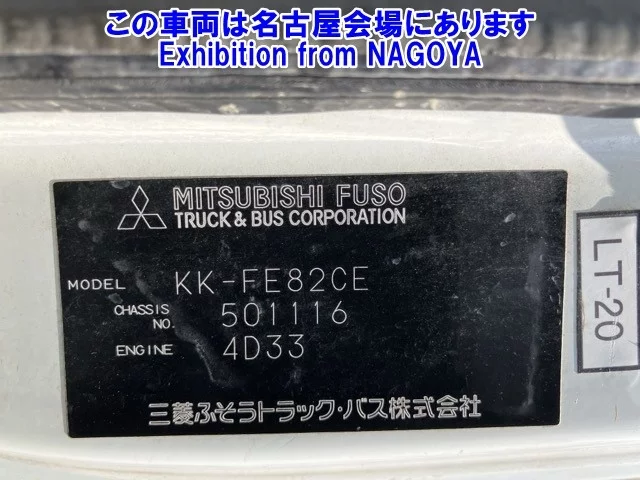 この車両は名古屋会場にあります
Exhibition from NAGOYA
MITSUBISHI FUSO
TRUCK & BUS CORPORATION
MODEL KK-FE82CE
CHASSIS NO. 501116
ENGINE 4D33
三菱ふそうトラック・バス株式会社
LT-20